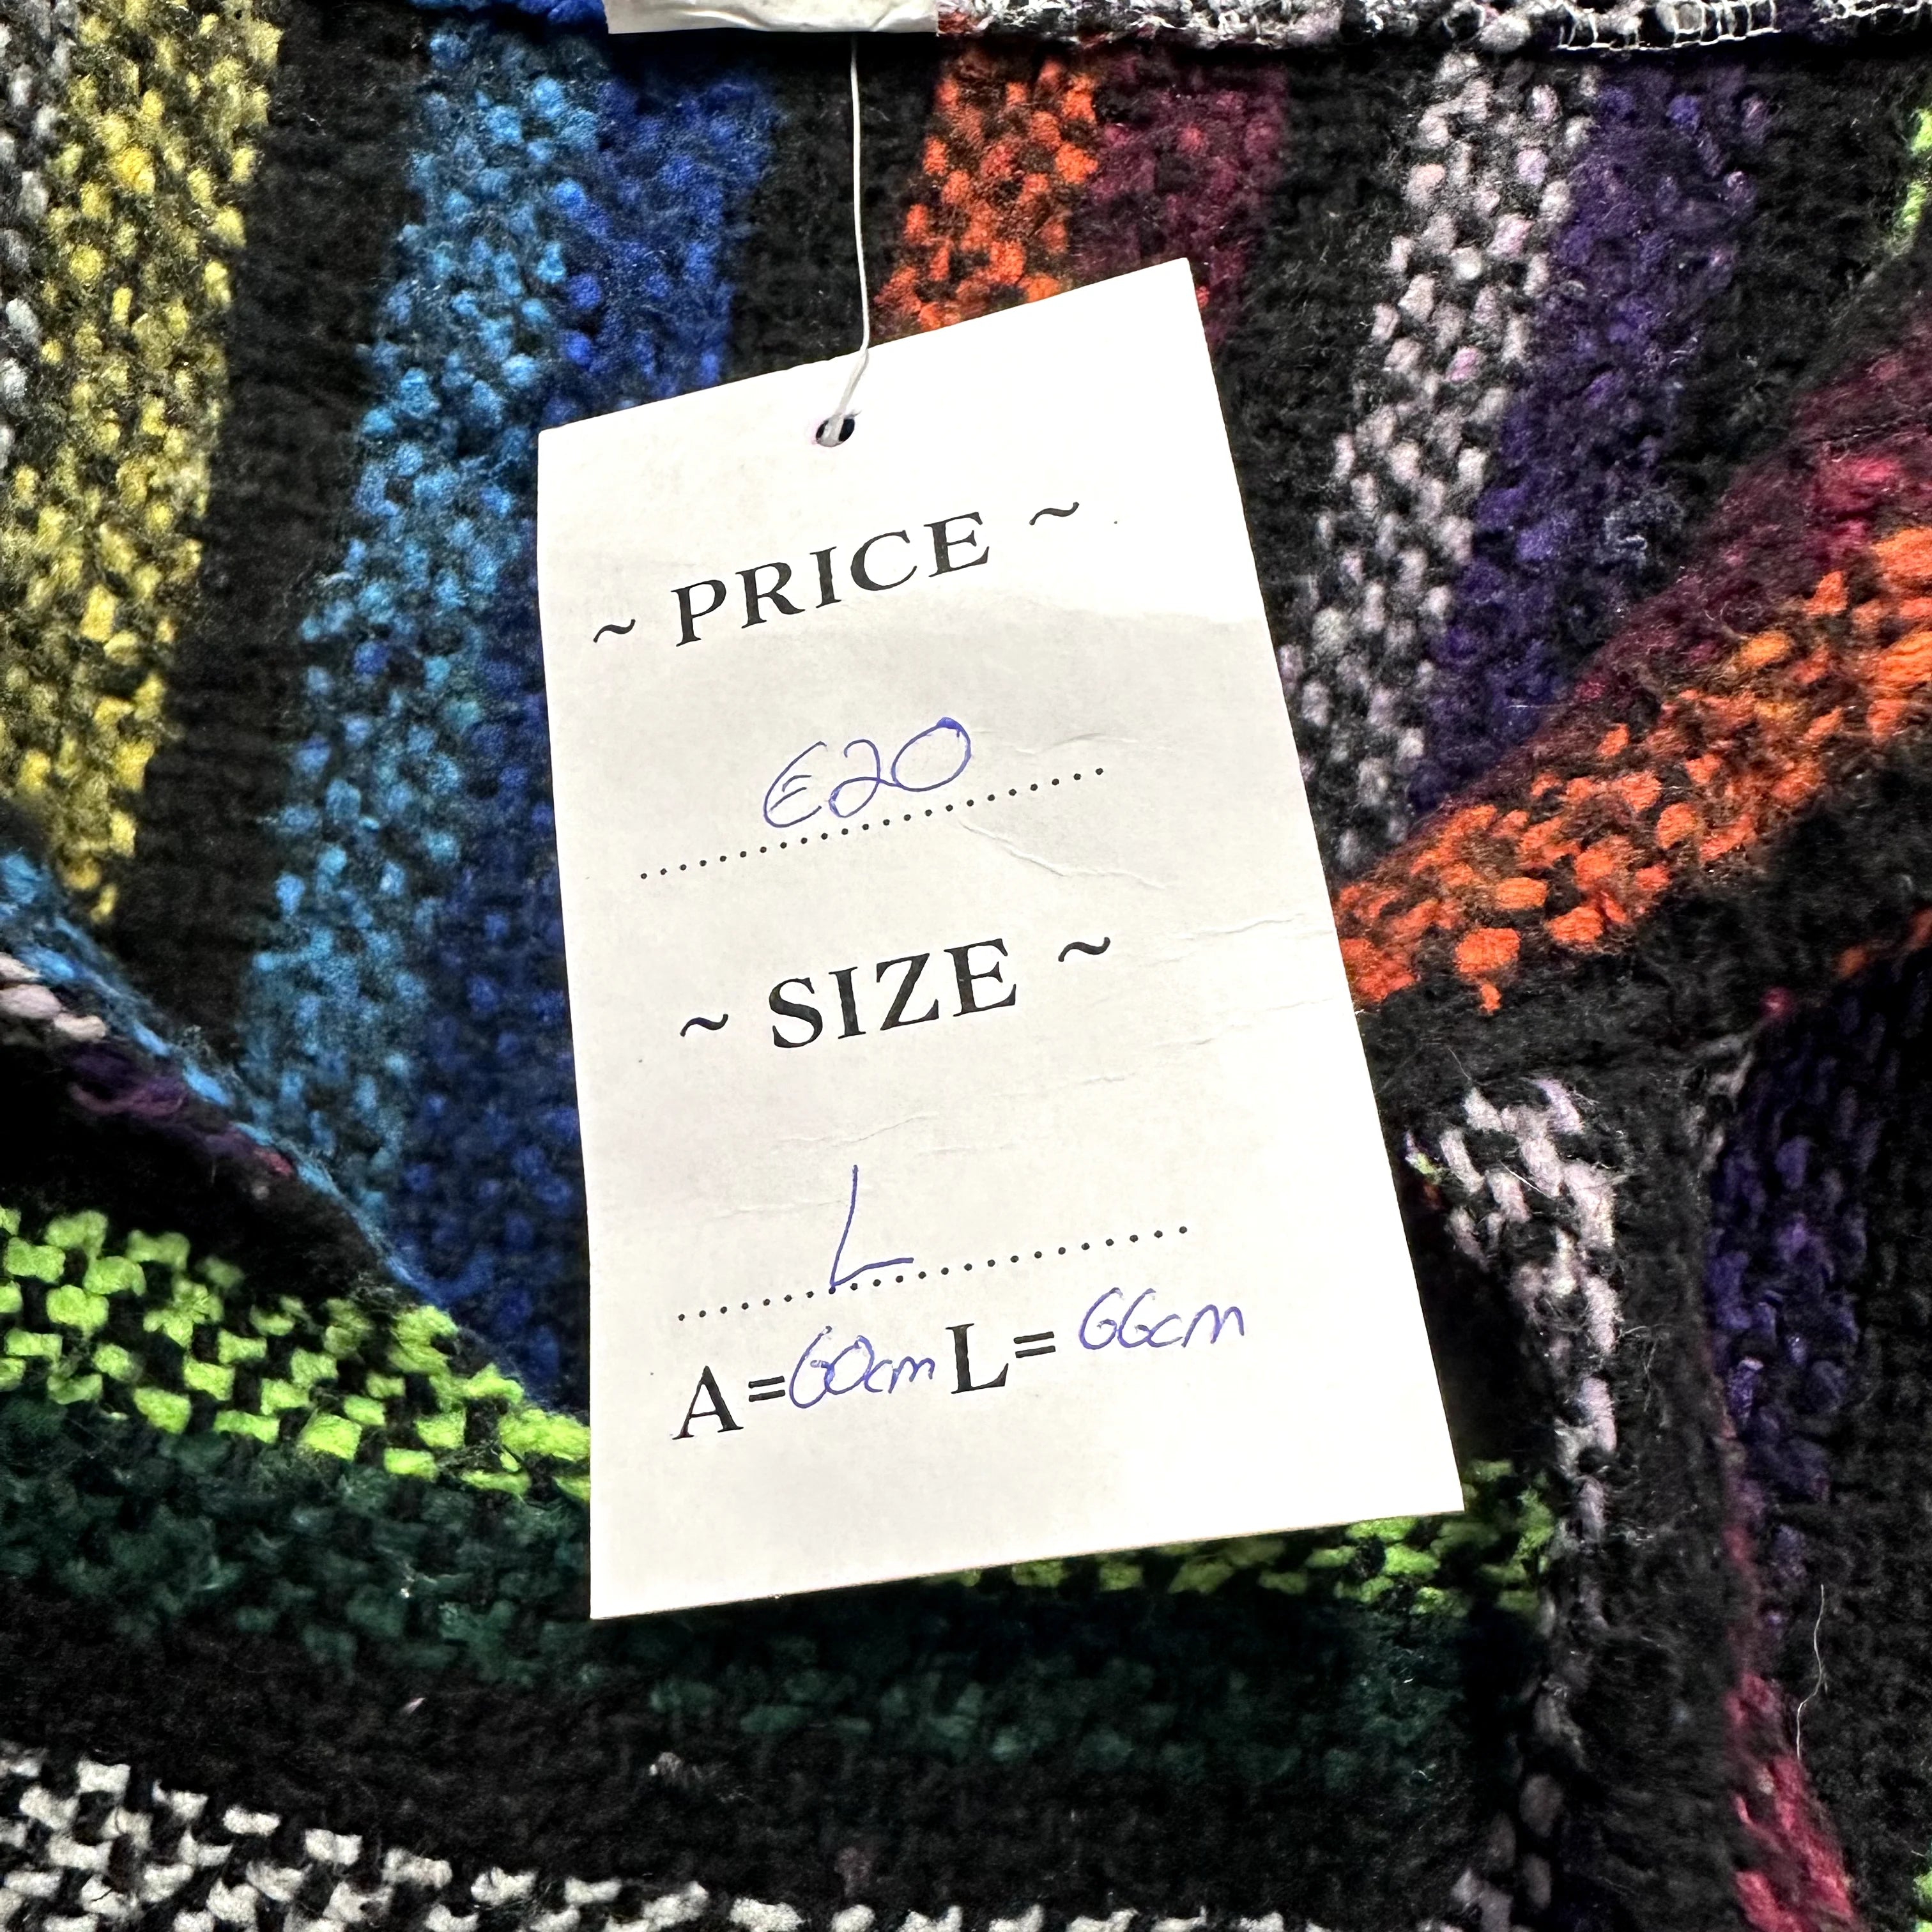 ~ PRICE ~
€20
~ SIZE ~
L
A=60cm L= 66cm